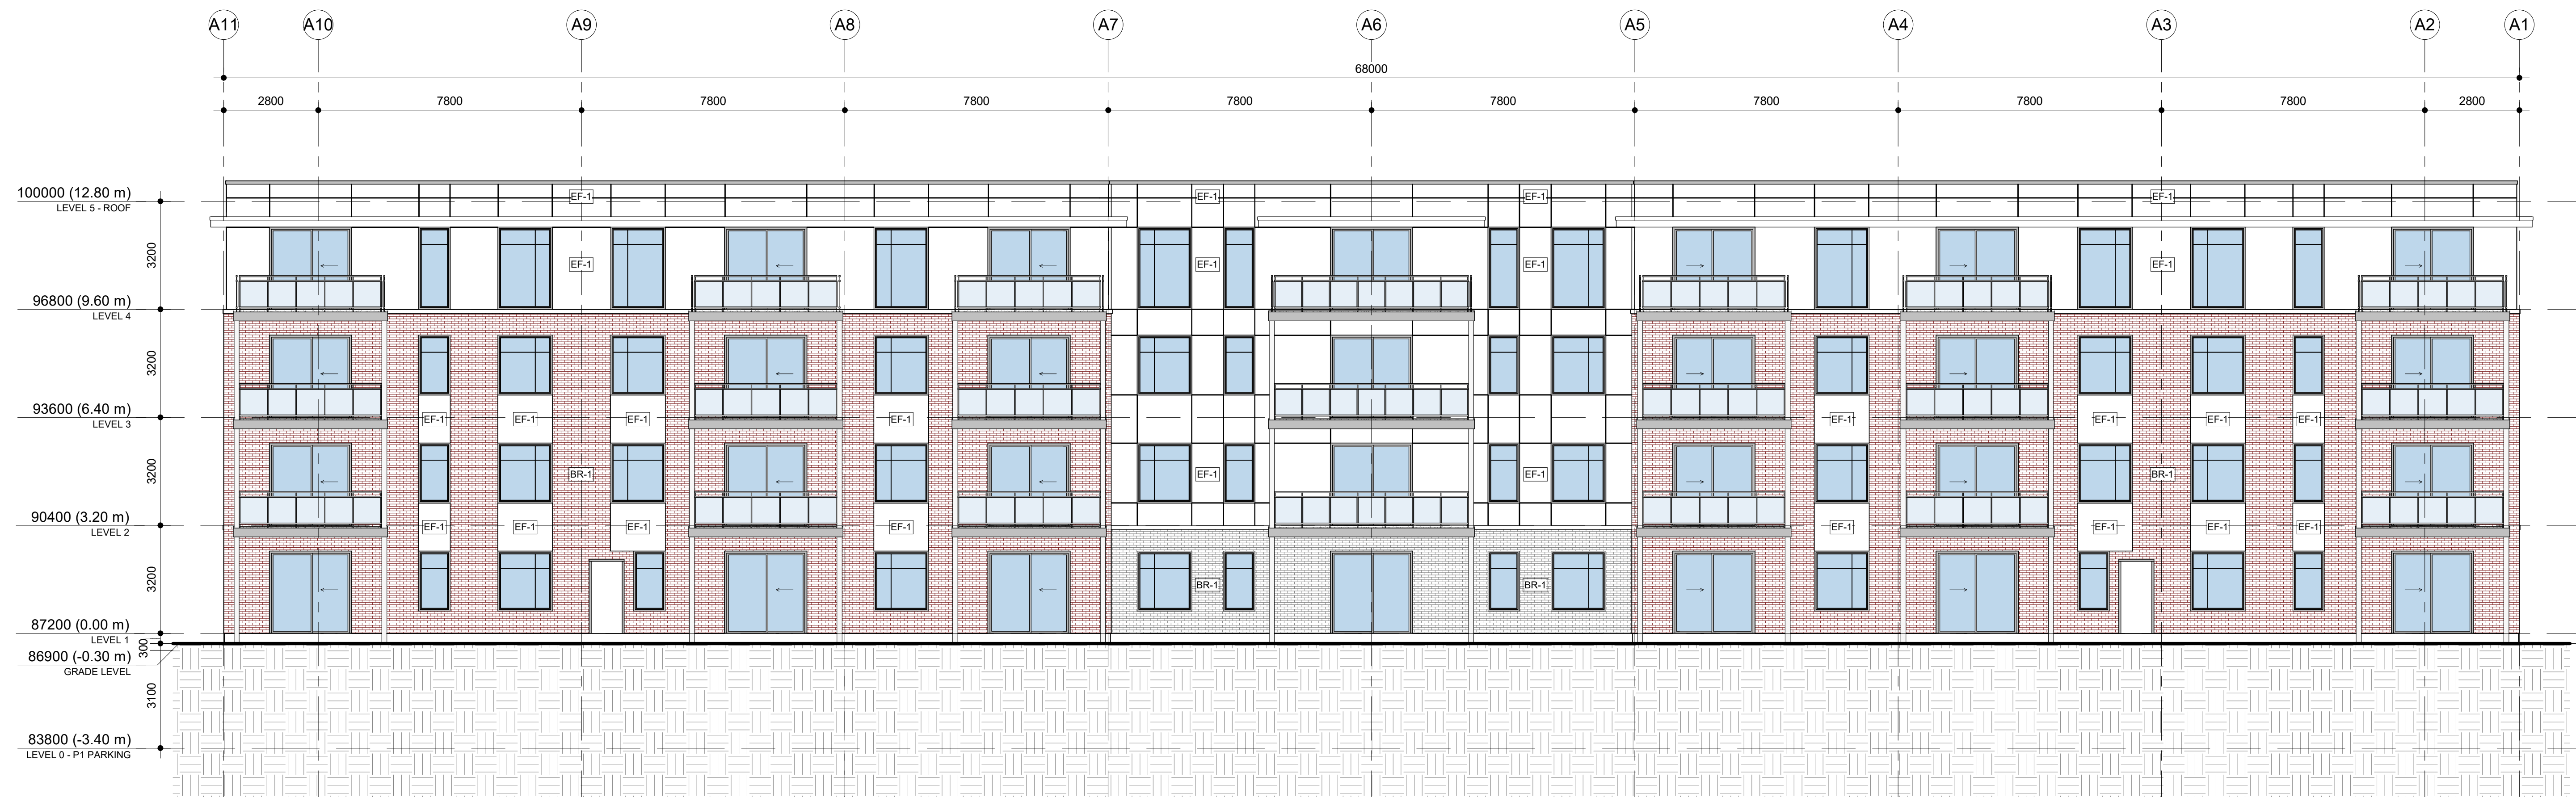 A11 A10 A9 A8 A7 A6 A5 A4 A3 A2 A1
68000
2800 7800 7800 7800 7800 7800 7800 7800 7800 2800
100000 (12.80 m)
LEVEL 5 - ROOF
EF-1 EF-1 EF-1 EF-1
3200
EF-1 EF-1 EF-1 EF-1
96800 (9.60 m)
LEVEL 4
3200
93600 (6.40 m)
LEVEL 3
EF-1 EF-1 EF-1 EF-1 EF-1 EF-1 EF-1 EF-1
3200
BR-1 EF-1 EF-1 BR-1
90400 (3.20 m)
LEVEL 2
EF-1 EF-1 EF-1 EF-1 EF-1 EF-1 EF-1 EF-1
3200
BR-1 BR-1
87200 (0.00 m)
LEVEL 1
300
86900 (-0.30 m)
GRADE LEVEL
3100
83800 (-3.40 m)
LEVEL 0 - P1 PARKING